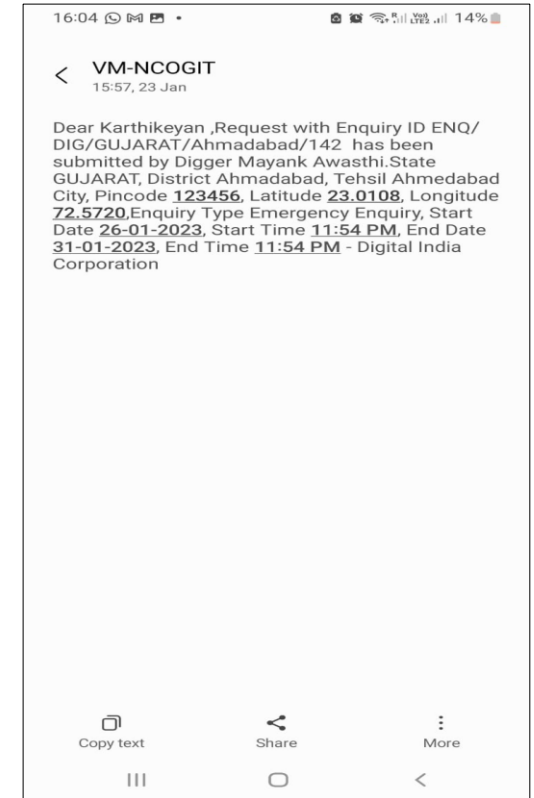 16:04 14%
VM-NCOGIT
15:57, 23 Jan
Dear Karthikeyan ,Request with Enquiry ID ENQ/
DIG/GUJARAT/Ahmadabad/142 has been
submitted by Digger Mayank Awasthi.State
GUJARAT, District Ahmadabad, Tehsil Ahmedabad
City, Pincode 123456, Latitude 23.0108, Longitude
72.5720,Enquiry Type Emergency Enquiry, Start
Date 26-01-2023, Start Time 11:54 PM, End Date
31-01-2023, End Time 11:54 PM - Digital India
Corporation
Copy text Share More